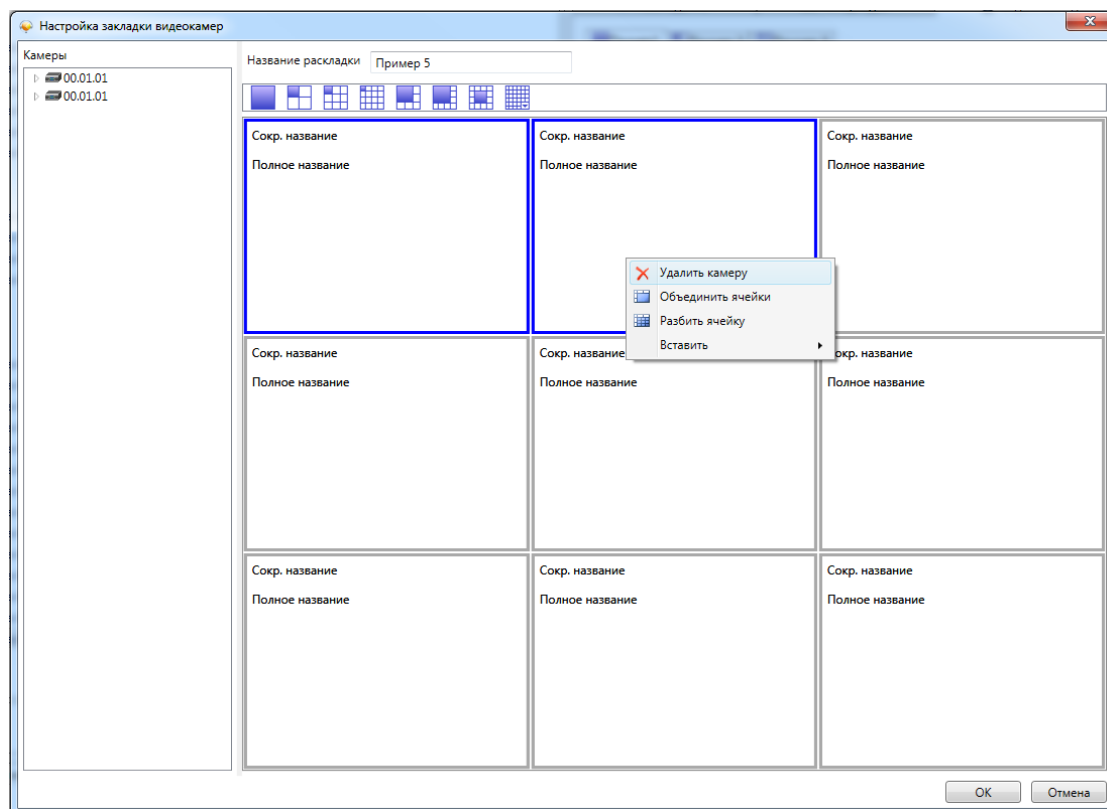 Настройка закладки видеокамер
Камеры
00.01.01
00.01.01
Название раскладки Пример 5
Сокр. название Сокр. название Сокр. название
Полное название Полное название Полное название
Удалить камеру
Объединить ячейки
Разбить ячейку
Вставить
Сокр. название Сокр. название окр. название
Полное название Полное название Полное название
Сокр. название Сокр. название Сокр. название
Полное название Полное название Полное название
ОК Отмена